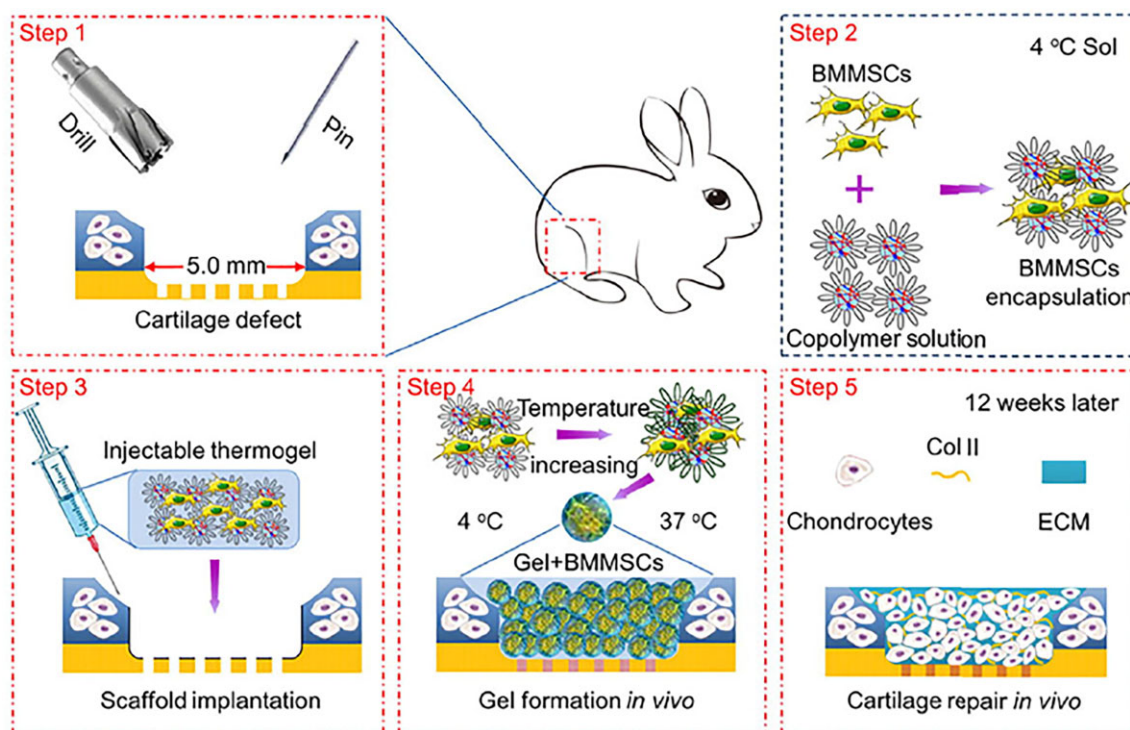 Step 1
Drill
Pin
5.0 mm
Cartilage defect
Step 2
4 °C Sol
BMMSCs
+
BMMSCs
encapsulation
Copolymer solution
Step 3
Injectable thermogel
Scaffold implantation
Step 4
Temperature
increasing
4 °C
37 °C
Gel+BMMSCs
Gel formation in vivo
Step 5
12 weeks later
Col II
Chondrocytes
ECM
Cartilage repair in vivo